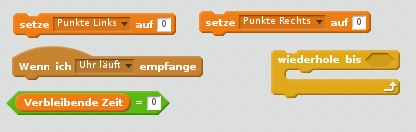 setze Punkte Links auf 0
setze Punkte Rechts auf 0
Wenn ich Uhr läuft empfange
wiederhole bis
Verbleibende Zeit = 0